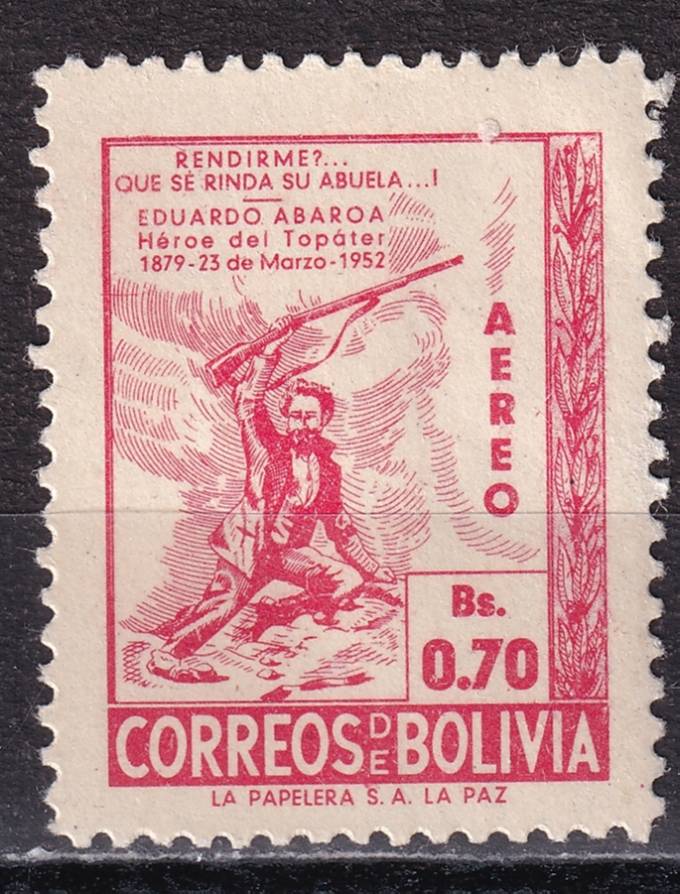 RENDIRME?...
QUE SE RINDA SU ABUELA...!
EDUARDO ABAROA
Héroe del Topáter
1879-23 de Marzo-1952
AEREO
Bs.
0.70
CORREOS DE BOLIVIA
LA PAPELERA S. A. LA PAZ